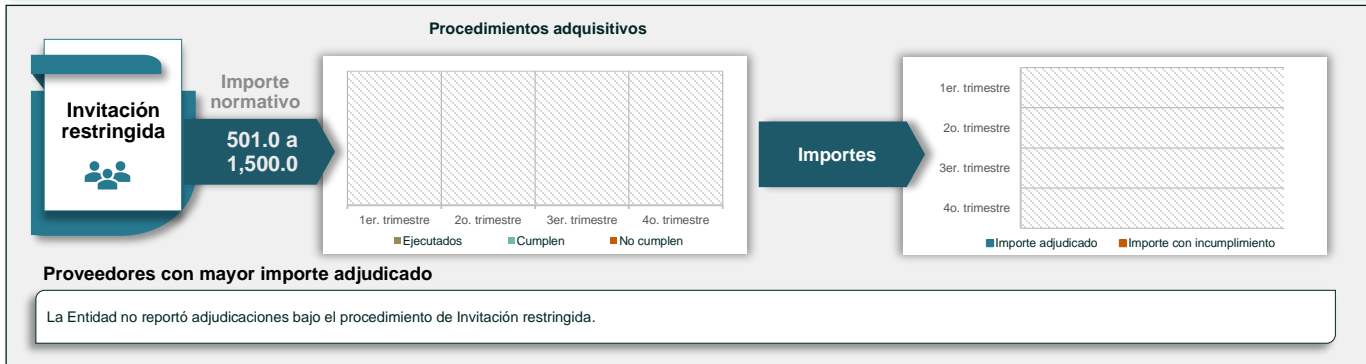 Procedimientos adquisitivos
Invitación
restringida
Importe
normativo
501.0 a
1,500.0
1er. trimestre
2o. trimestre
3er. trimestre
4o. trimestre
Ejecutados
Cumplen
No cumplen
Importes
1er. trimestre
2o. trimestre
3er. trimestre
4o. trimestre
Importe adjudicado
Importe con incumplimiento
Proveedores con mayor importe adjudicado
La Entidad no reportó adjudicaciones bajo el procedimiento de Invitación restringida.